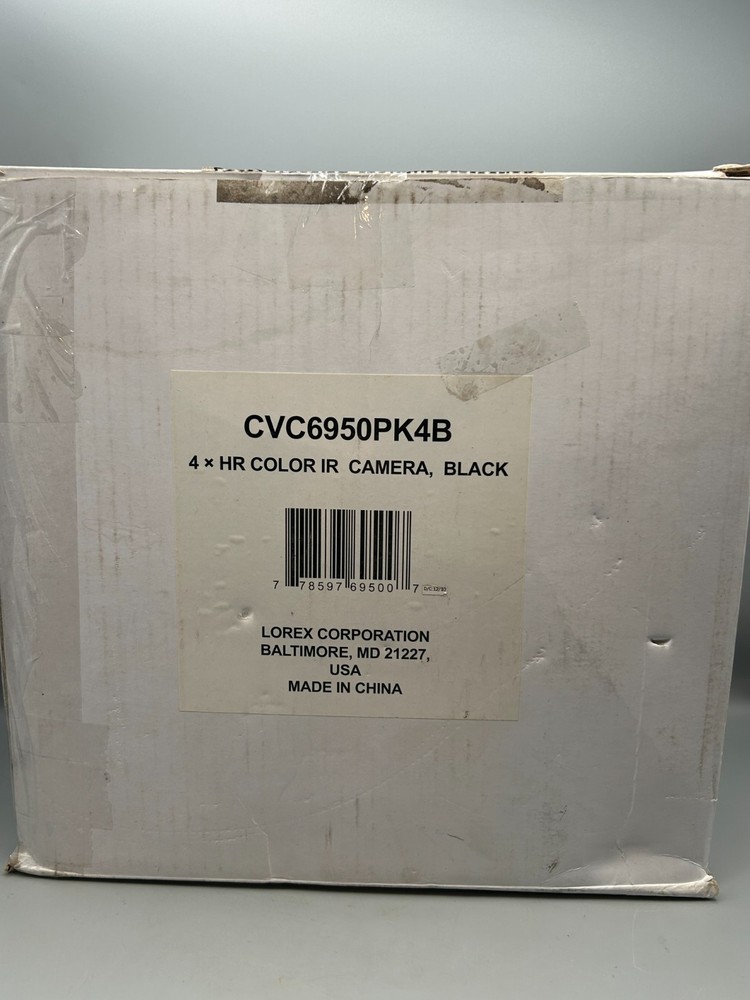 CVC6950PK4B
4 × HR COLOR IR CAMERA, BLACK
7 78597 69500 7
LOREX CORPORATION
BALTIMORE, MD 21227,
USA
MADE IN CHINA